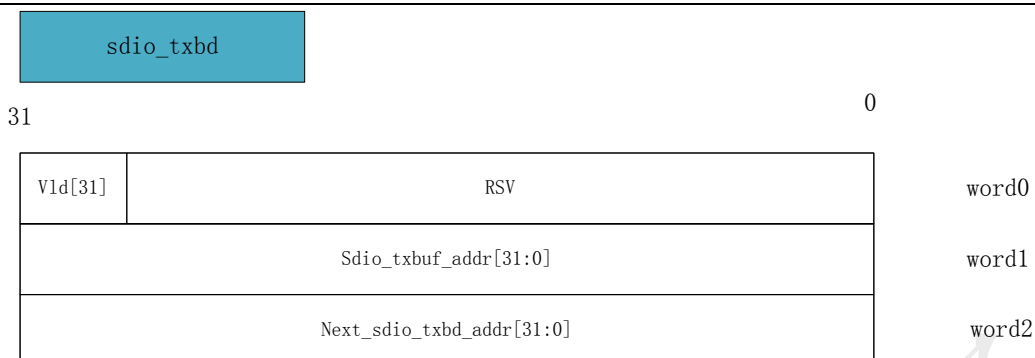 sdio_txbd
31 0
Vld[31] RSV word0
Sdio_txbuf_addr[31:0] word1
Next_sdio_txbd_addr[31:0] word2